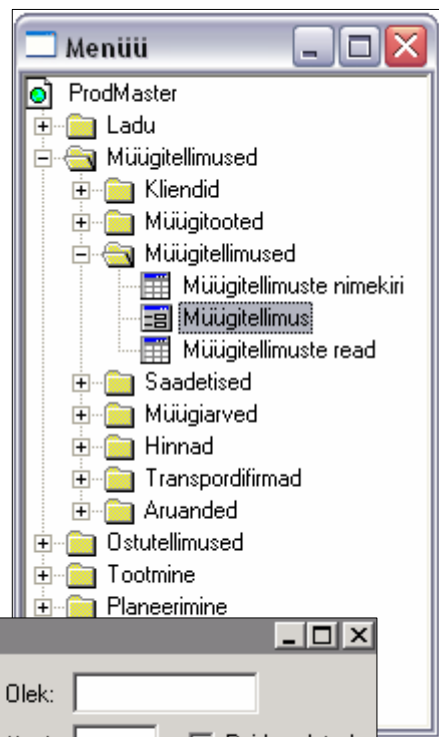 Menüü
ProdMaster
Ladu
Müügitellimused
Kliendid
Müügitooted
Müügitellimused
Müügitellimuste nimekiri
Müügitellimus
Müügitellimuste read
Saadetised
Müügiarved
Hinnad
Transpordifirmad
Aruanded
Ostutellimused
Tootmine
Planeerimine
Olek: